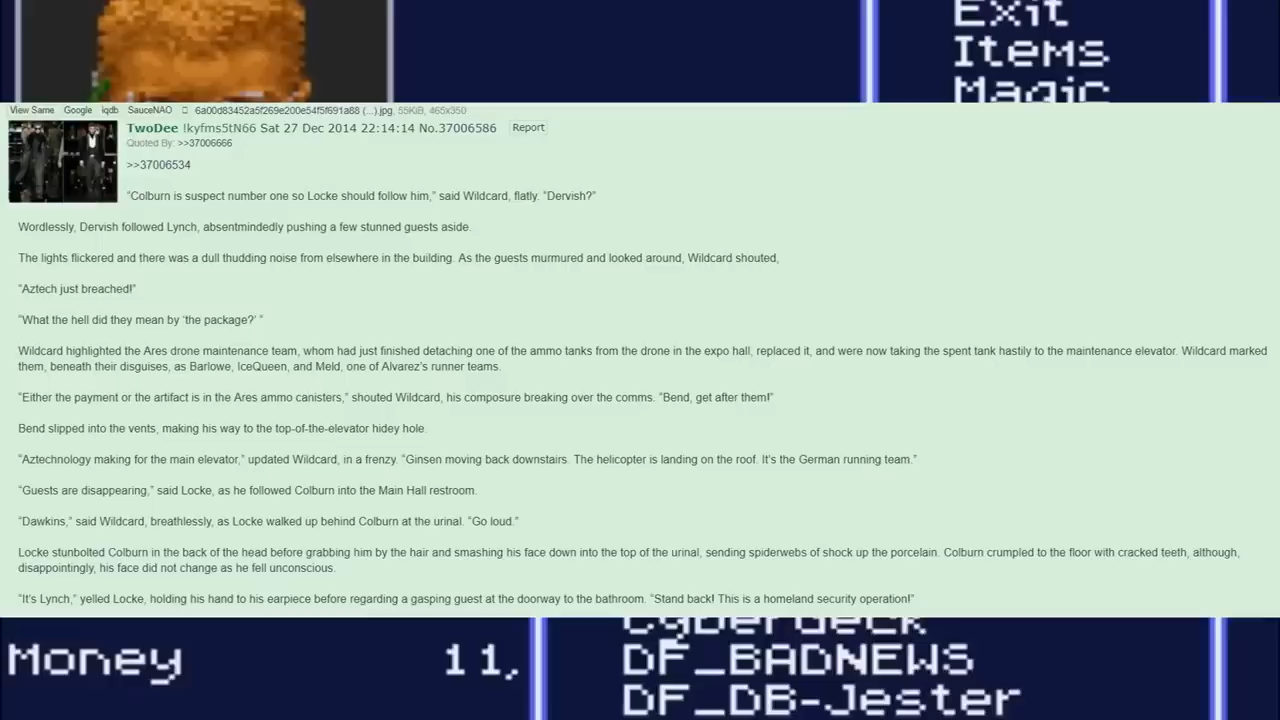 Exit
Items
Magic
View Same Google iqdb SauceNAO 6a00d83452a5f269e200e54f5f691a88 (...).jpg, 55KiB, 465x350
TwoDee !kyfms5tN66 Sat 27 Dec 2014 22:14:14 No.37006586 Report
Quoted By: >>37006666
>>37006534
“Colburn is suspect number one so Locke should follow him,” said Wildcard, flatly. “Dervish?”
Wordlessly, Dervish followed Lynch, absentmindedly pushing a few stunned guests aside.
The lights flickered and there was a dull thudding noise from elsewhere in the building. As the guests murmured and looked around, Wildcard shouted,
“Aztech just breached!”
“What the hell did they mean by ‘the package?’ “
Wildcard highlighted the Ares drone maintenance team, whom had just finished detaching one of the ammo tanks from the drone in the expo hall, replaced it, and were now taking the spent tank hastily to the maintenance elevator. Wildcard marked
them, beneath their disguises, as Barlowe, IceQueen, and Meld, one of Alvarez’s runner teams.
“Either the payment or the artifact is in the Ares ammo canisters,” shouted Wildcard, his composure breaking over the comms. “Bend, get after them!”
Bend slipped into the vents, making his way to the top-of-the-elevator hidey hole.
“Aztechnology making for the main elevator,” updated Wildcard, in a frenzy. “Ginsen moving back downstairs. The helicopter is landing on the roof. It’s the German running team.”
“Guests are disappearing,” said Locke, as he followed Colburn into the Main Hall restroom.
“Dawkins,” said Wildcard, breathlessly, as Locke walked up behind Colburn at the urinal. “Go loud.”
Locke stunbolted Colburn in the back of the head before grabbing him by the hair and smashing his face down into the top of the urinal, sending spiderwebs of shock up the porcelain. Colburn crumpled to the floor with cracked teeth, although,
disappointingly, his face did not change as he fell unconscious.
“It’s Lynch,” yelled Locke, holding his hand to his earpiece before regarding a gasping guest at the doorway to the bathroom. “Stand back! This is a homeland security operation!”
Cyberdeck
Money 11, DF_BADNEWS
DF_DB-Jester